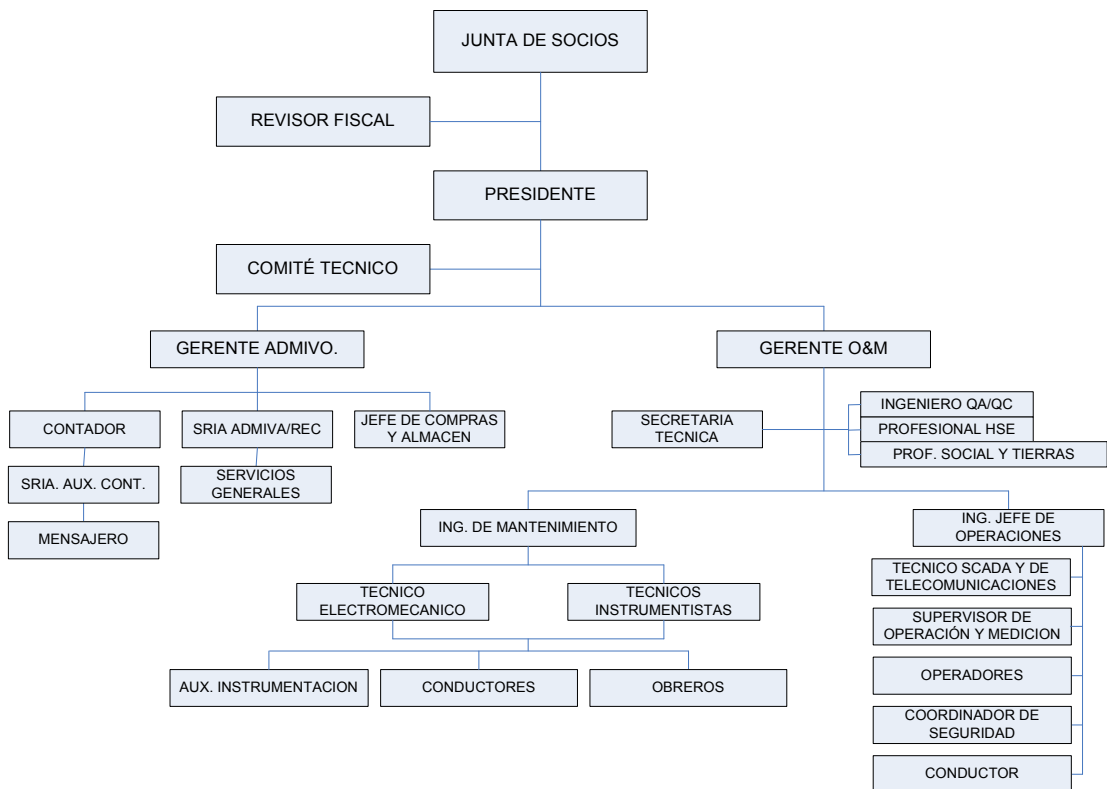 JUNTA DE SOCIOS
REVISOR FISCAL
PRESIDENTE
COMITÉ TECNICO
GERENTE ADMIVO.
GERENTE O&M
CONTADOR
SRIA ADMIVA/REC
JEFE DE COMPRAS
Y ALMACEN
SECRETARIA
TECNICA
INGENIERO QA/QC
PROFESIONAL HSE
PROF. SOCIAL Y TIERRAS
SRIA. AUX. CONT.
SERVICIOS
GENERALES
MENSAJERO
ING. DE MANTENIMIENTO
ING. JEFE DE
OPERACIONES
TECNICO
ELECTROMECANICO
TECNICOS
INSTRUMENTISTAS
AUX. INSTRUMENTACION
CONDUCTORES
OBREROS
TECNICO SCADA Y DE
TELECOMUNICACIONES
SUPERVISOR DE
OPERACIÓN Y MEDICION
OPERADORES
COORDINADOR DE
SEGURIDAD
CONDUCTOR